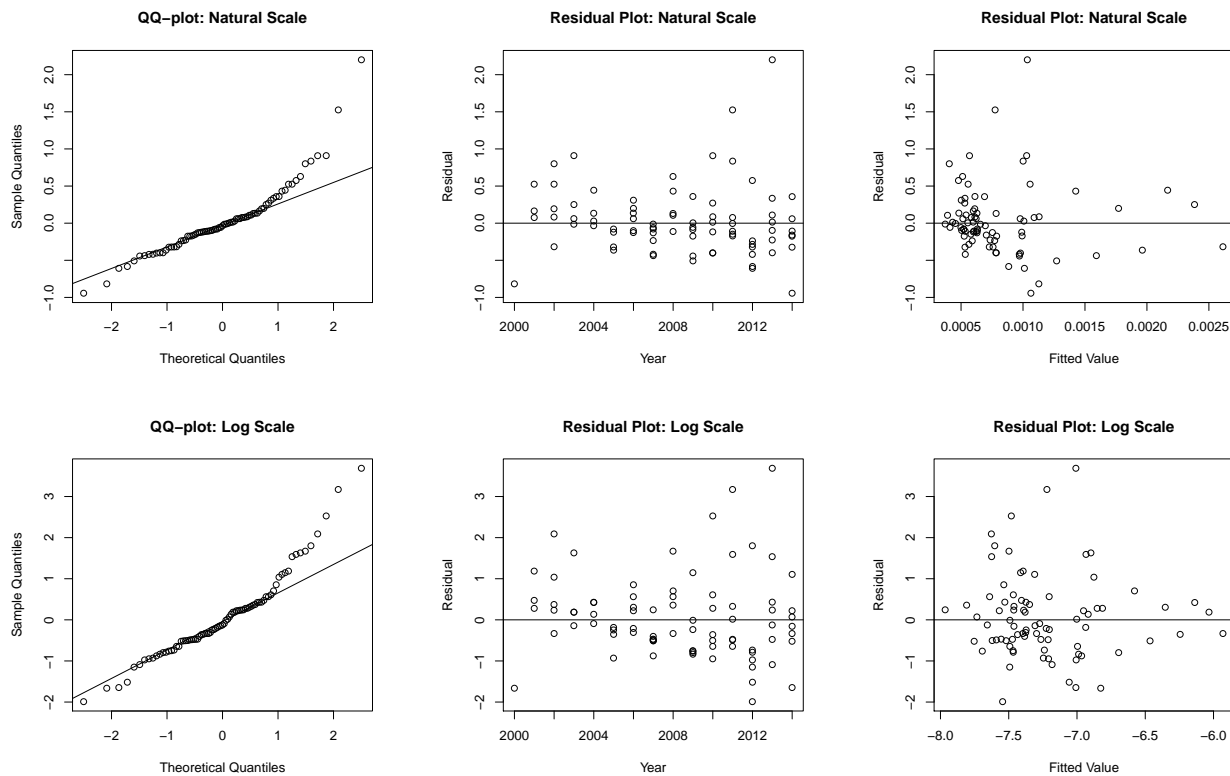 QQ−plot: Natural Scale
Sample Quantiles
2.0
1.5
1.0
0.5
0.0
−1.0
−2 −1 0 1 2
Theoretical Quantiles
Residual Plot: Natural Scale
Residual
2.0
1.5
1.0
0.5
0.0
−1.0
2000 2004 2008 2012
Year
Residual Plot: Natural Scale
Residual
2.0
1.5
1.0
0.5
0.0
−1.0
0.0005 0.0010 0.0015 0.0020 0.0025
Fitted Value
QQ−plot: Log Scale
Sample Quantiles
3
2
1
0
−1
−2
−2 −1 0 1 2
Theoretical Quantiles
Residual Plot: Log Scale
Residual
3
2
1
0
−1
−2
2000 2004 2008 2012
Year
Residual Plot: Log Scale
Residual
3
2
1
0
−1
−2
−8.0 −7.5 −7.0 −6.5 −6.0
Fitted Value